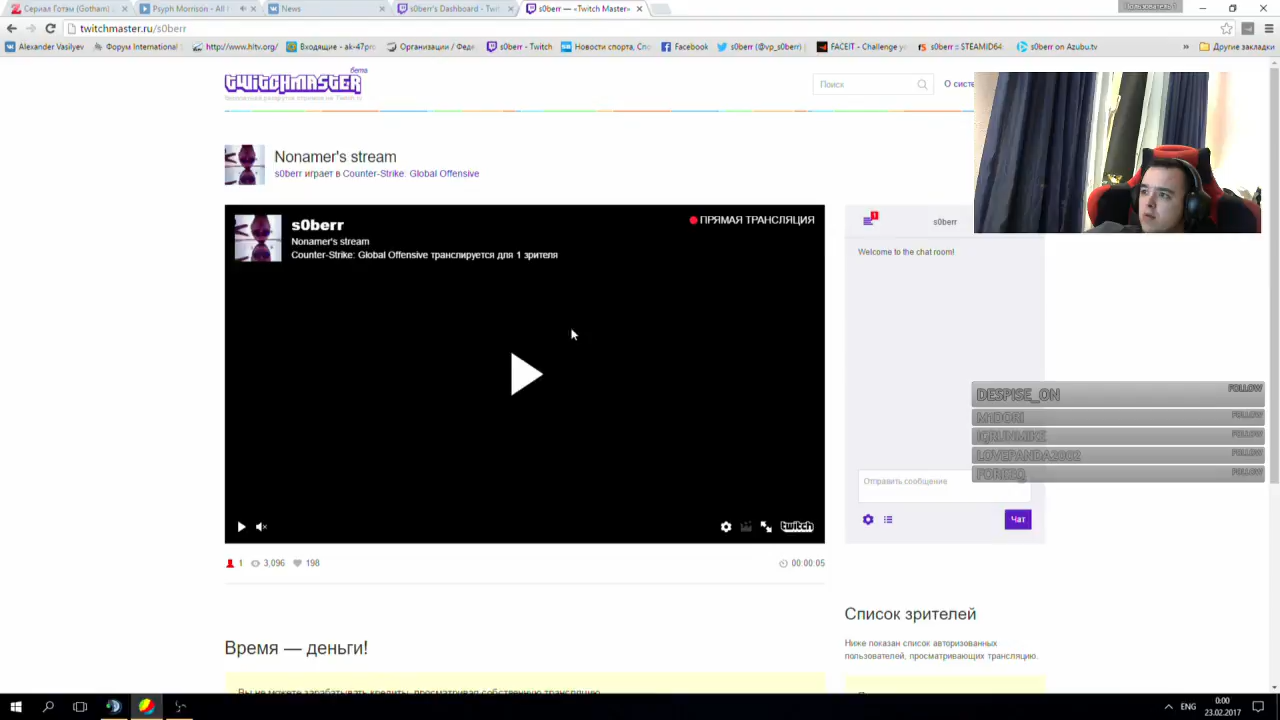 Сериал Готэм (Gotham)
Psyph Morrison - All
News
s0berr's Dashboard - Twit
s0berr — «Twitch Master»
twitchmaster.ru/s0berr
Alexander Vasilyev
Форум International
http://www.hltv.org/
Входящие - ak-47pro
Организации / Феде
s0berr - Twitch
Новости спорта, Спо
Facebook
s0berr (@vp_s0berr)
FACEIT - Challenge yo
s0berr :: STEAMID64
s0berr on Azubu.tv
»
Другие закладки
TWITCHMASTER
бета
Поиск
О систе
Nonamer's stream
s0berr играет в Counter-Strike: Global Offensive
s0berr
Nonamer's stream
Counter-Strike: Global Offensive транслируется для 1 зрителя
ПРЯМАЯ ТРАНСЛЯЦИЯ
twitch
1
s0berr
Welcome to the chat room!
Отправить сообщение
Чат
DESPISE_ON FOLLOW
M1DORI FOLLOW
IGRUNMIKE FOLLOW
LOVEPANDA2002 FOLLOW
FOREZQ FOLLOW
1 3,096 198
00:00:05
Время — деньги!
Вы не можете зарабатывать кредиты, просматривая собственную трансляцию
Список зрителей
Ниже показан список авторизованных
пользователей, просматривающих трансляцию.
ENG
0:00
23.02.2017